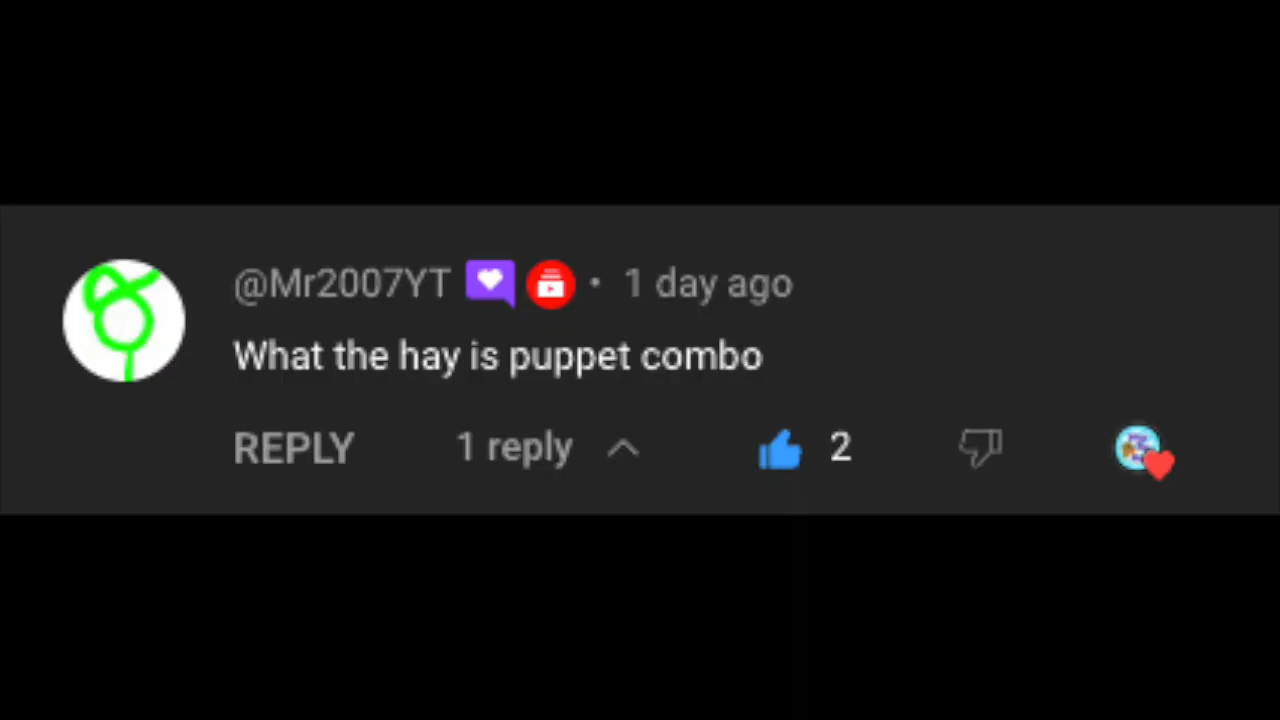 @Mr2007YT • 1 day ago
What the hay is puppet combo
REPLY 1 reply 2